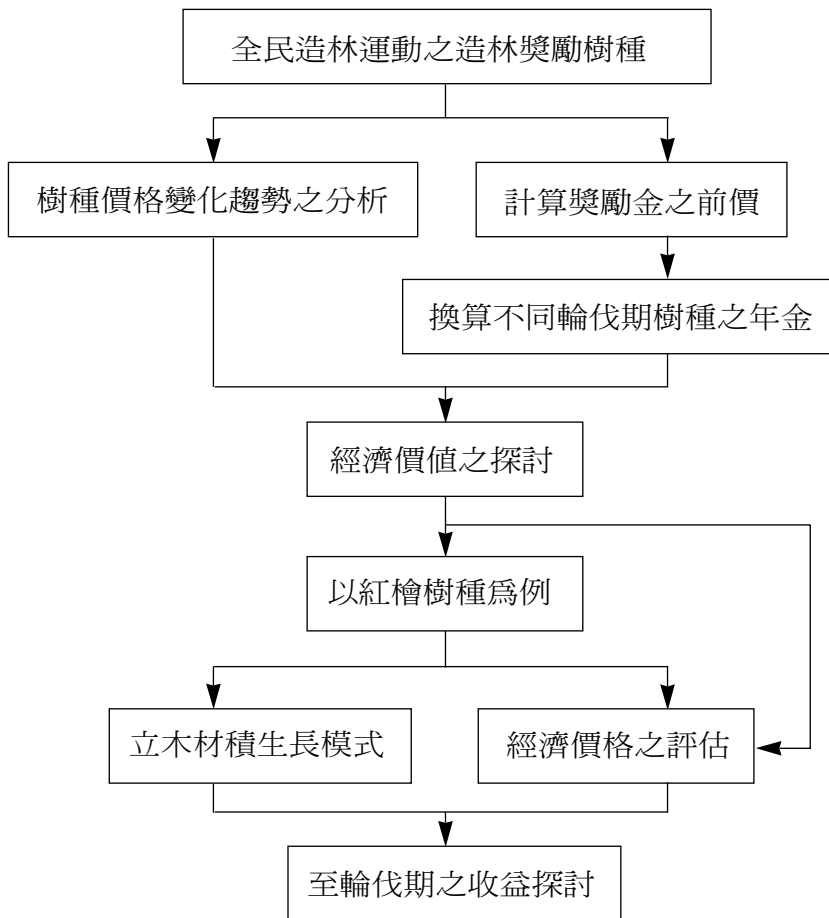 全民造林運動之造林獎勵樹種
樹種價格變化趨勢之分析
計算獎勵金之前價
換算不同輪伐期樹種之年金
經濟價值之探討
以紅檜樹種為例
立木材積生長模式
經濟價格之評估
至輪伐期之收益探討